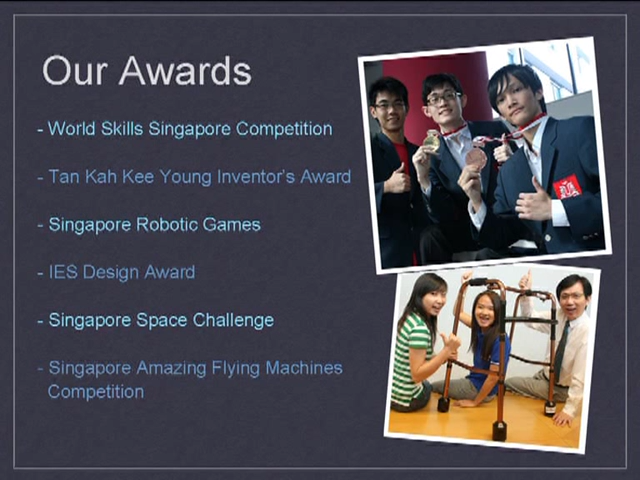 Our Awards
- World Skills Singapore Competition
- Tan Kah Kee Young Inventor's Award
- Singapore Robotic Games
- IES Design Award
- Singapore Space Challenge
- Singapore Amazing Flying Machines
Competition